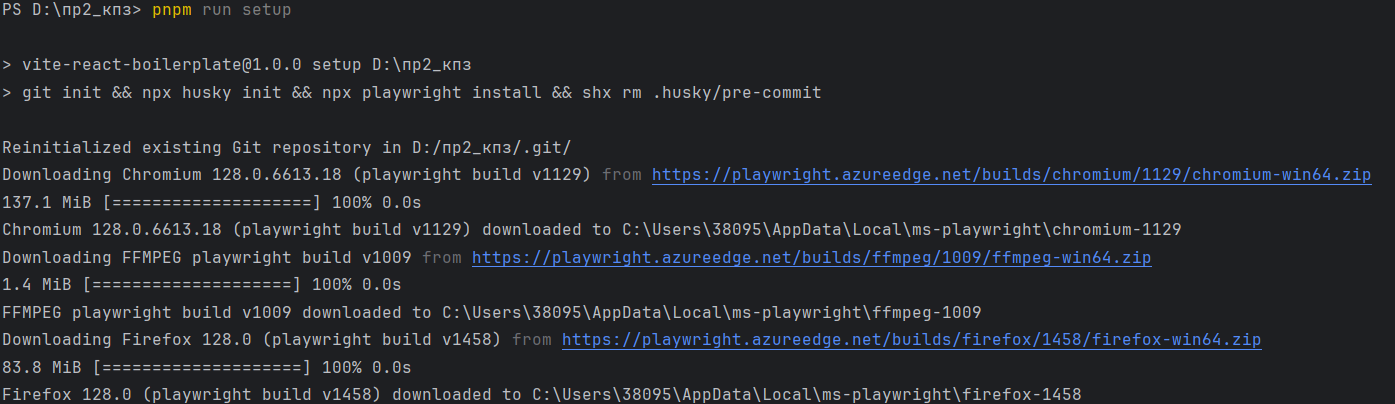 PS D:\пр2_кпз> pnpm run setup
> vite-react-boilerplate@1.0.0 setup D:\пр2_кпз
> git init && npx husky init && npx playwright install && shx rm .husky/pre-commit
Reinitialized existing Git repository in D:/пр2_кпз/.git/
Downloading Chromium 128.0.6613.18 (playwright build v1129) from https://playwright.azureedge.net/builds/chromium/1129/chromium-win64.zip
137.1 MiB [====================] 100% 0.0s
Chromium 128.0.6613.18 (playwright build v1129) downloaded to C:\Users\38095\AppData\Local\ms-playwright\chromium-1129
Downloading FFMPEG playwright build v1009 from https://playwright.azureedge.net/builds/ffmpeg/1009/ffmpeg-win64.zip
1.4 MiB [====================] 100% 0.0s
FFMPEG playwright build v1009 downloaded to C:\Users\38095\AppData\Local\ms-playwright\ffmpeg-1009
Downloading Firefox 128.0 (playwright build v1458) from https://playwright.azureedge.net/builds/firefox/1458/firefox-win64.zip
83.8 MiB [====================] 100% 0.0s
Firefox 128.0 (playwright build v1458) downloaded to C:\Users\38095\AppData\Local\ms-playwright\firefox-1458